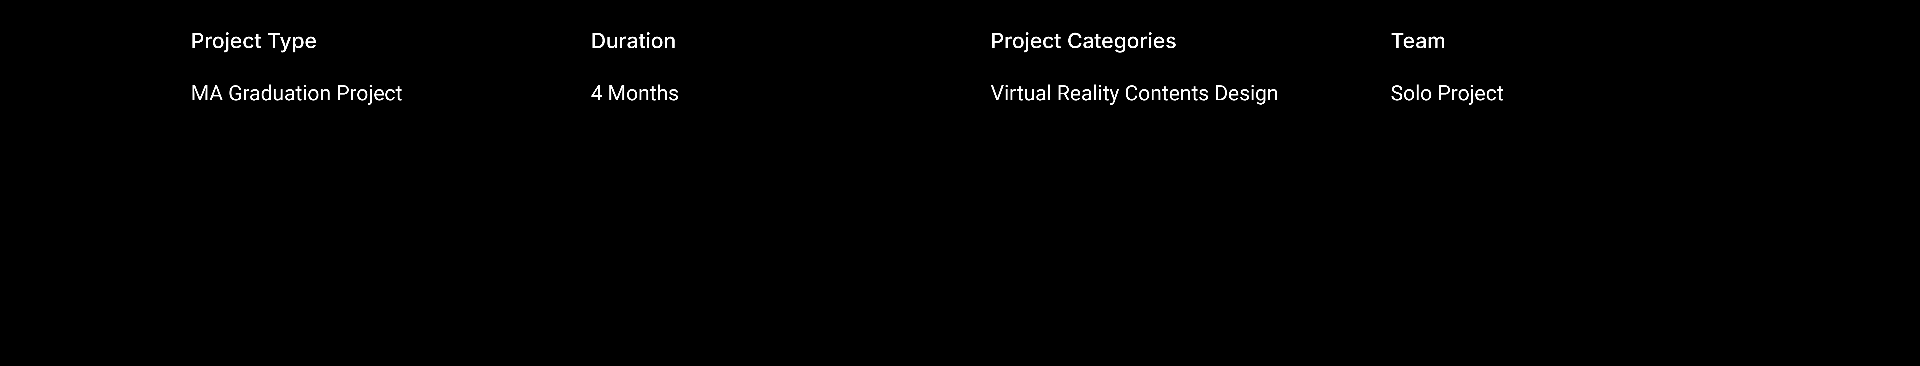 Project Type
Duration
Project Categories
Team
MA Graduation Project
4 Months
Virtual Reality Contents Design
Solo Project